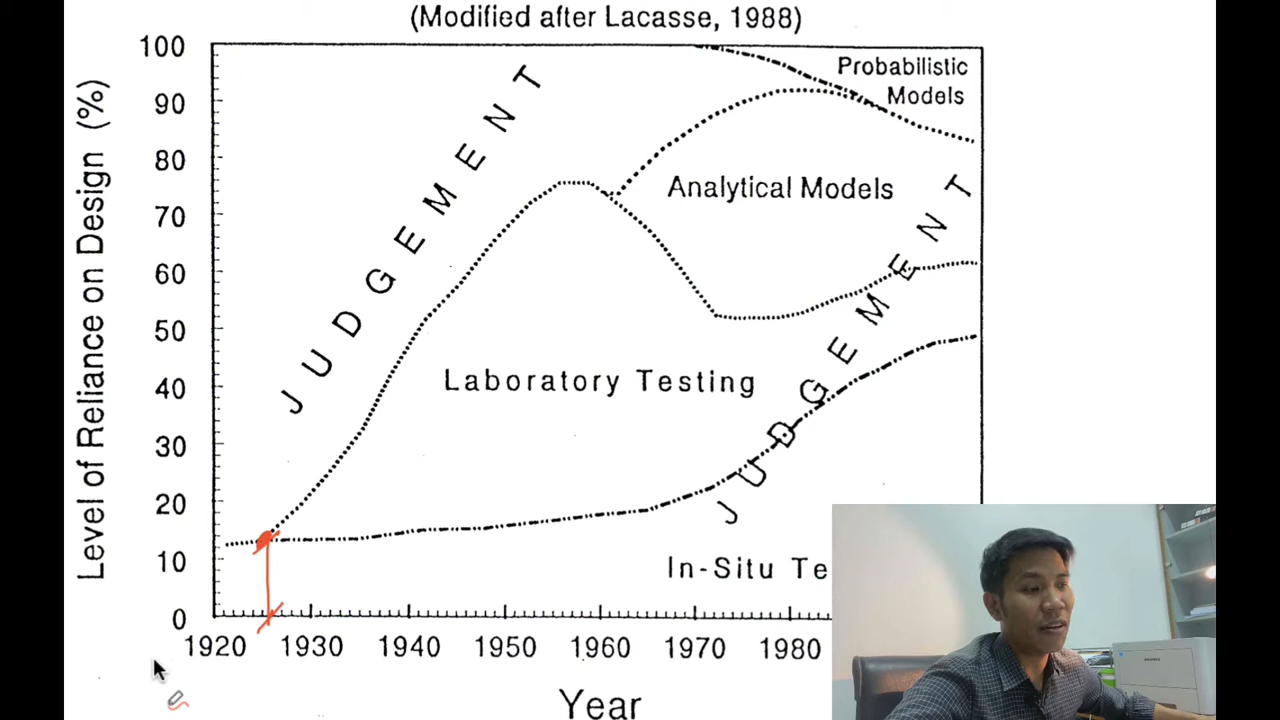 (Modified after Lacasse, 1988)
100
90
80
70
60
50
40
30
20
10
0
Level of Reliance on Design (%)
JUDGEMENT
Probabilistic
Models
Analytical Models
JUDGEMENT
Laboratory Testing
In-Situ
1920 1930 1940 1950 1960 1970 1980
Year